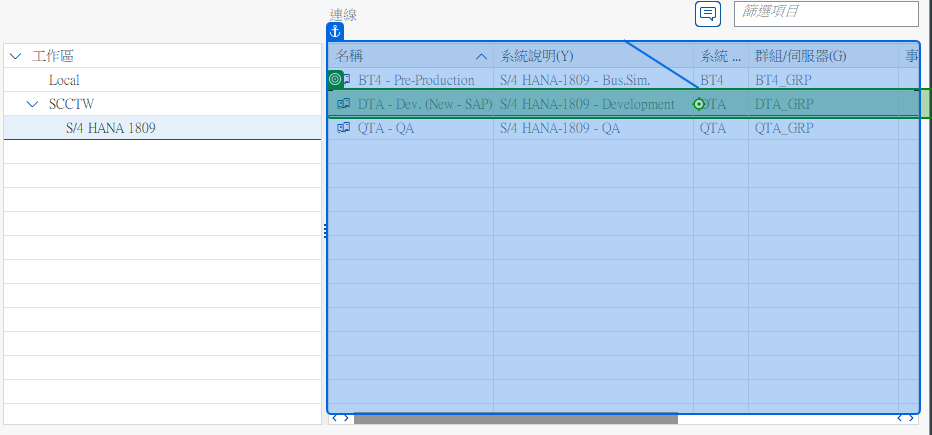 連線
篩選項目
工作區
Local
SCCTW
S/4 HANA 1809
名稱 系統說明(Y) 系統 ... 群組/伺服器(G) 事
BT4 - Pre-Production S/4 HANA-1809 - Bus.Sim. BT4 BT4_GRP
DTA - Dev. (New - SAP) S/4 HANA-1809 - Development DTA_GRP
QTA - QA S/4 HANA-1809 - QA QTA QTA_GRP